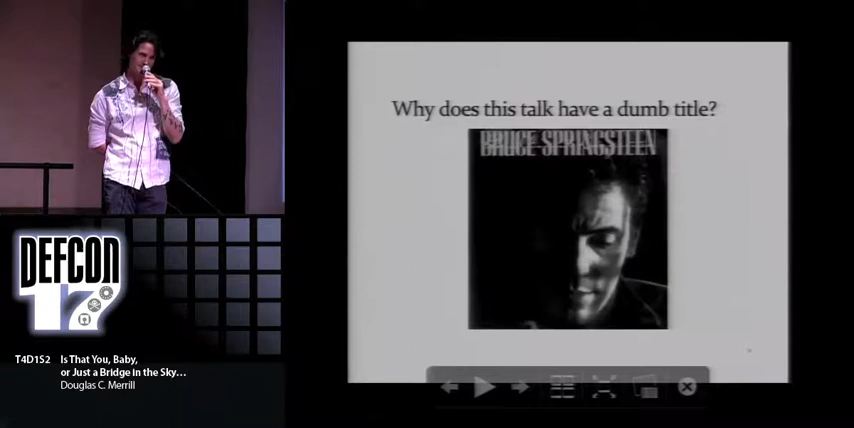 Why does this talk have a dumb title?
BRUCE SPRINGSTEEN
DEFCON
17
T4D1S2 Is That You, Baby,
or Just a Bridge in the Sky...
Douglas C. Merrill